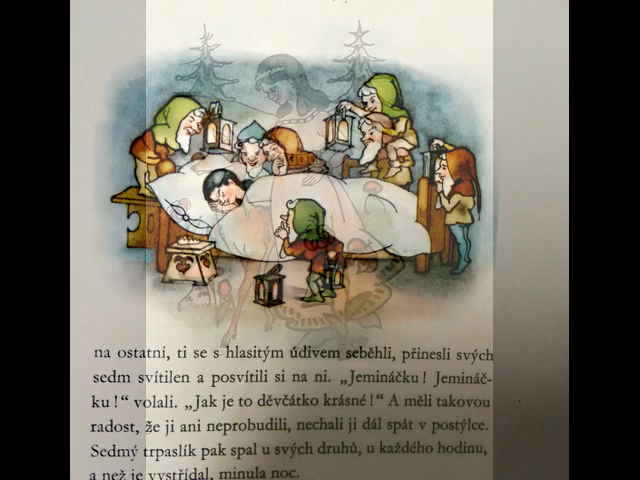 na ostatní, ti se s hlasitým údivem seběhli, přinesli svých
sedm svítilen a posvítili si na ni. „Jemináčku! Jemináč-
ku!“ volali. „Jak je to děvčátko krásné!“ A měli takovou
radost, že ji ani neprobudili, nechali ji dál spát v postýlce.
Sedmý trpaslík pak spal u svých druhů, u každého hodinu,
a než je vystřídal, minula noc.